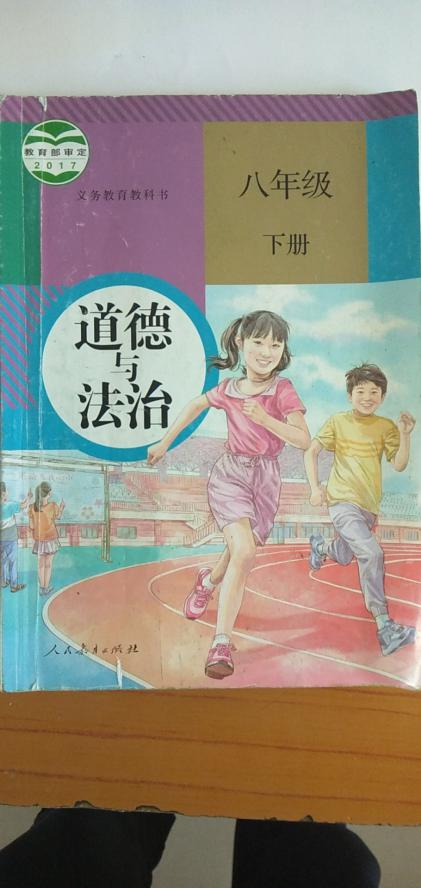 教育部审定
2017
义务教育教科书
八年级
下册
道德
与
法治
人民教育出版社